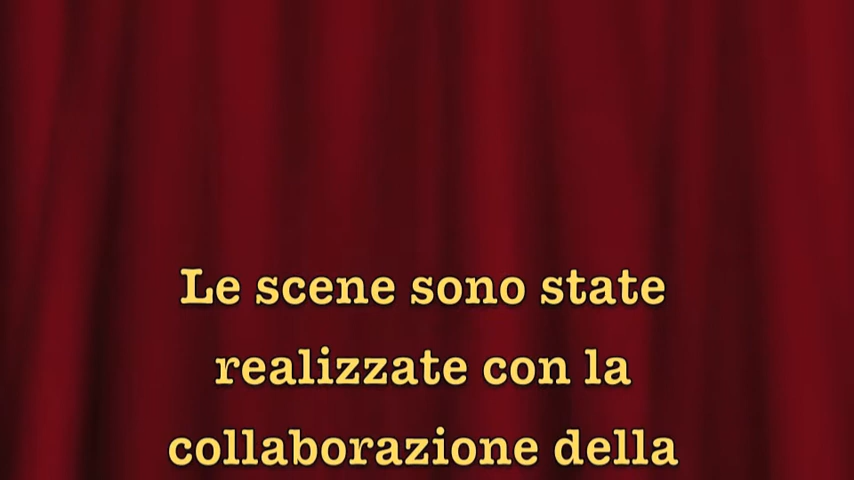 Le scene sono state
realizzate con la
collaborazione della